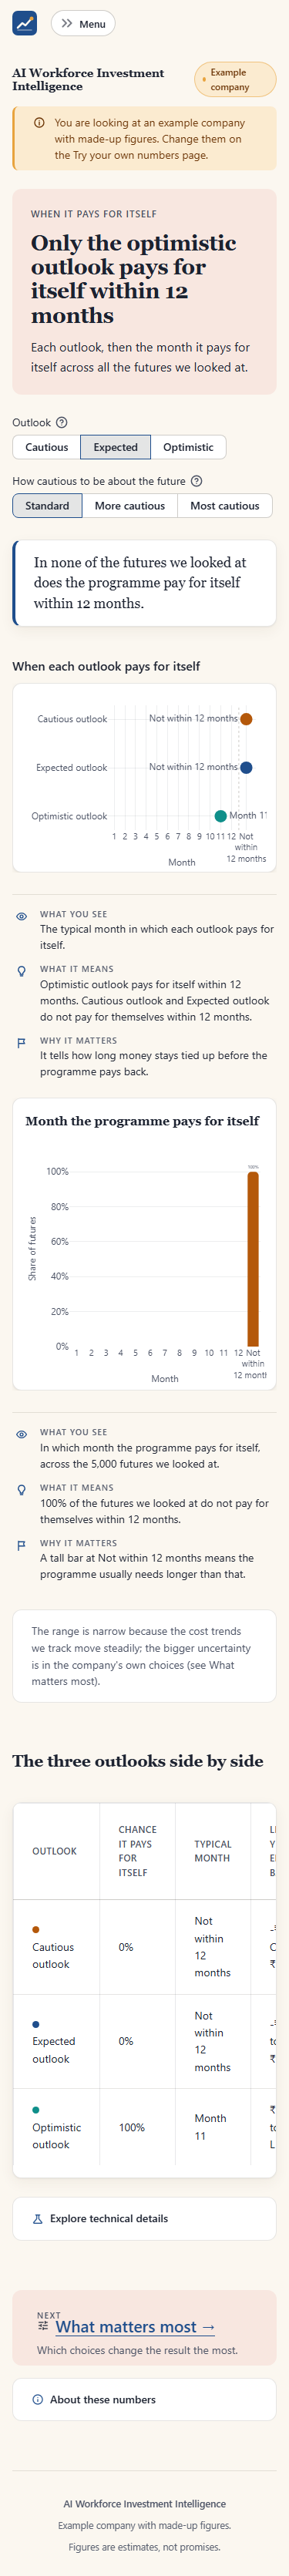 Menu
AI Workforce Investment
Intelligence
Example
company
You are looking at an example company
with made-up figures. Change them on
the Try your own numbers page.
WHEN IT PAYS FOR ITSELF
Only the optimistic
outlook pays for
itself within 12
months
Each outlook, then the month it pays for
itself across all the futures we looked at.
Outlook
Cautious Expected Optimistic
How cautious to be about the future
Standard More cautious Most cautious
In none of the futures we looked at
does the programme pay for itself
within 12 months.
When each outlook pays for itself
Cautious outlook Not within 12 months
Expected outlook Not within 12 months
Optimistic outlook Month 11
1 2 3 4 5 6 7 8 9 10 11 12 Not
within
12 months
Month
WHAT YOU SEE
The typical month in which each outlook pays for
itself.
WHAT IT MEANS
Optimistic outlook pays for itself within 12
months. Cautious outlook and Expected outlook
do not pay for themselves within 12 months.
WHY IT MATTERS
It tells how long money stays tied up before the
programme pays back.
Month the programme pays for itself
100%
100%
80%
60%
40%
20%
0%
Share of futures
1 2 3 4 5 6 7 8 9 10 11 12 Not
within
12 month
Month
WHAT YOU SEE
In which month the programme pays for itself,
across the 5,000 futures we looked at.
WHAT IT MEANS
100% of the futures we looked at do not pay for
themselves within 12 months.
WHY IT MATTERS
A tall bar at Not within 12 months means the
programme usually needs longer than that.
The range is narrow because the cost trends
we track move steadily; the bigger uncertainty
is in the company's own choices (see What
matters most).
The three outlooks side by side
OUTLOOK
CHANCE
IT PAYS
FOR
ITSELF
TYPICAL
MONTH
Cautious
outlook
0%
Not
within
12
months
Expected
outlook
0%
Not
within
12
months
Optimistic
outlook
100%
Month
11
Explore technical details
NEXT
What matters most →
Which choices change the result the most.
About these numbers
AI Workforce Investment Intelligence
Example company with made-up figures.
Figures are estimates, not promises.